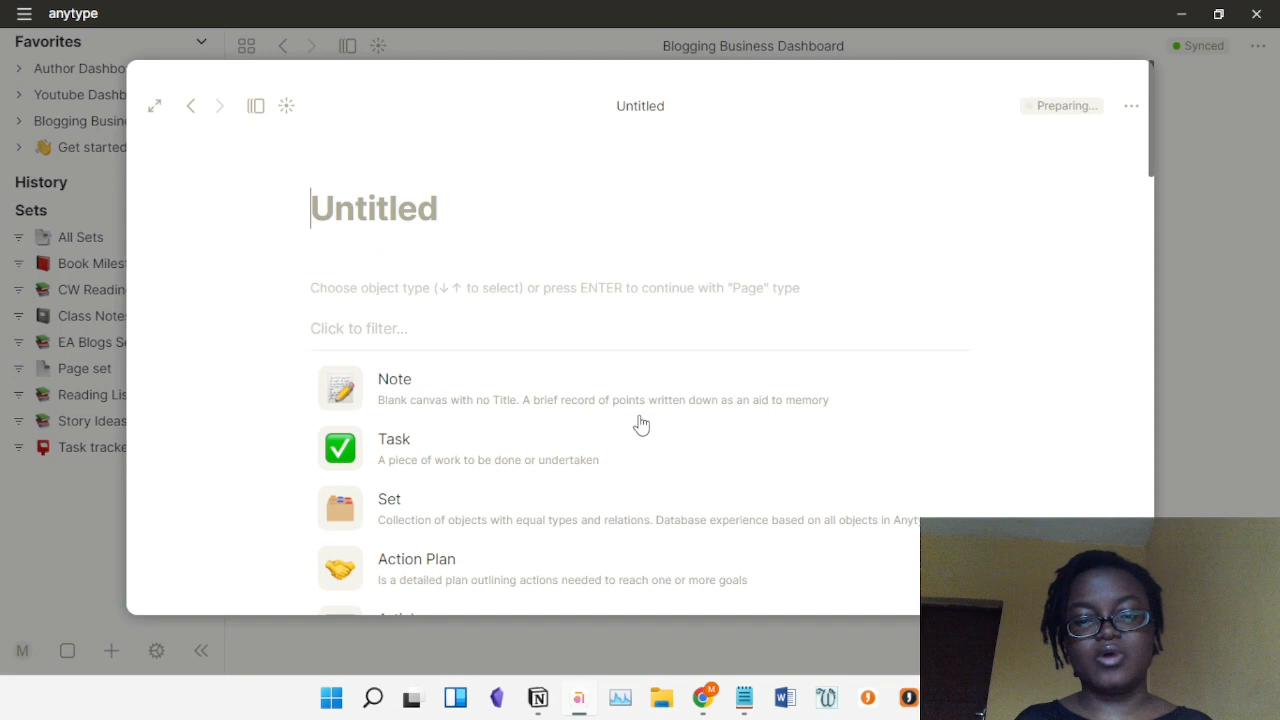 anytype
Favorites
Blogging Business Dashboard
Synced
Author Dashbo
Youtube Dashb
Blogging Busin
Get started
History
Sets
All Sets
Book Milest
CW Reading
Class Notes
EA Blogs Se
Page set
Reading Lis
Story Ideas
Task tracke
M
Untitled
Preparing...
Untitled
Choose object type (↓↑ to select) or press ENTER to continue with "Page" type
Click to filter...
Note
Blank canvas with no Title. A brief record of points written down as an aid to memory
Task
A piece of work to be done or undertaken
Set
Collection of objects with equal types and relations. Database experience based on all objects in Anyty
Action Plan
Is a detailed plan outlining actions needed to reach one or more goals